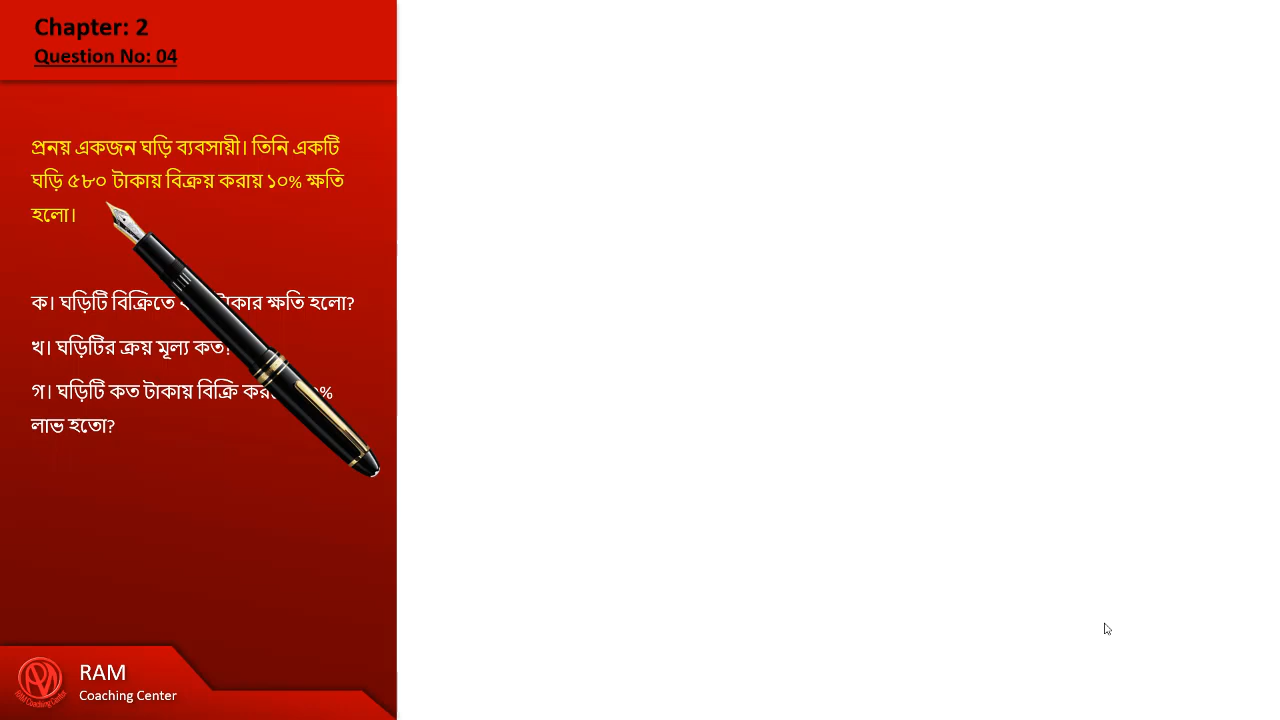 Chapter: 2
Question No: 04
প্রনয় একজন ঘড়ি ব্যবসায়ী। তিনি একটি
ঘড়ি ৫৮০ টাকায় বিক্রয় করায় ১০% ক্ষতি
হলো।
ক। ঘড়িটি বিক্রিতে টাকার ক্ষতি হলো?
খ। ঘড়িটির ক্রয় মূল্য কত?
গ। ঘড়িটি কত টাকায় বিক্রি
লাভ হতো?
RAM
Coaching Center